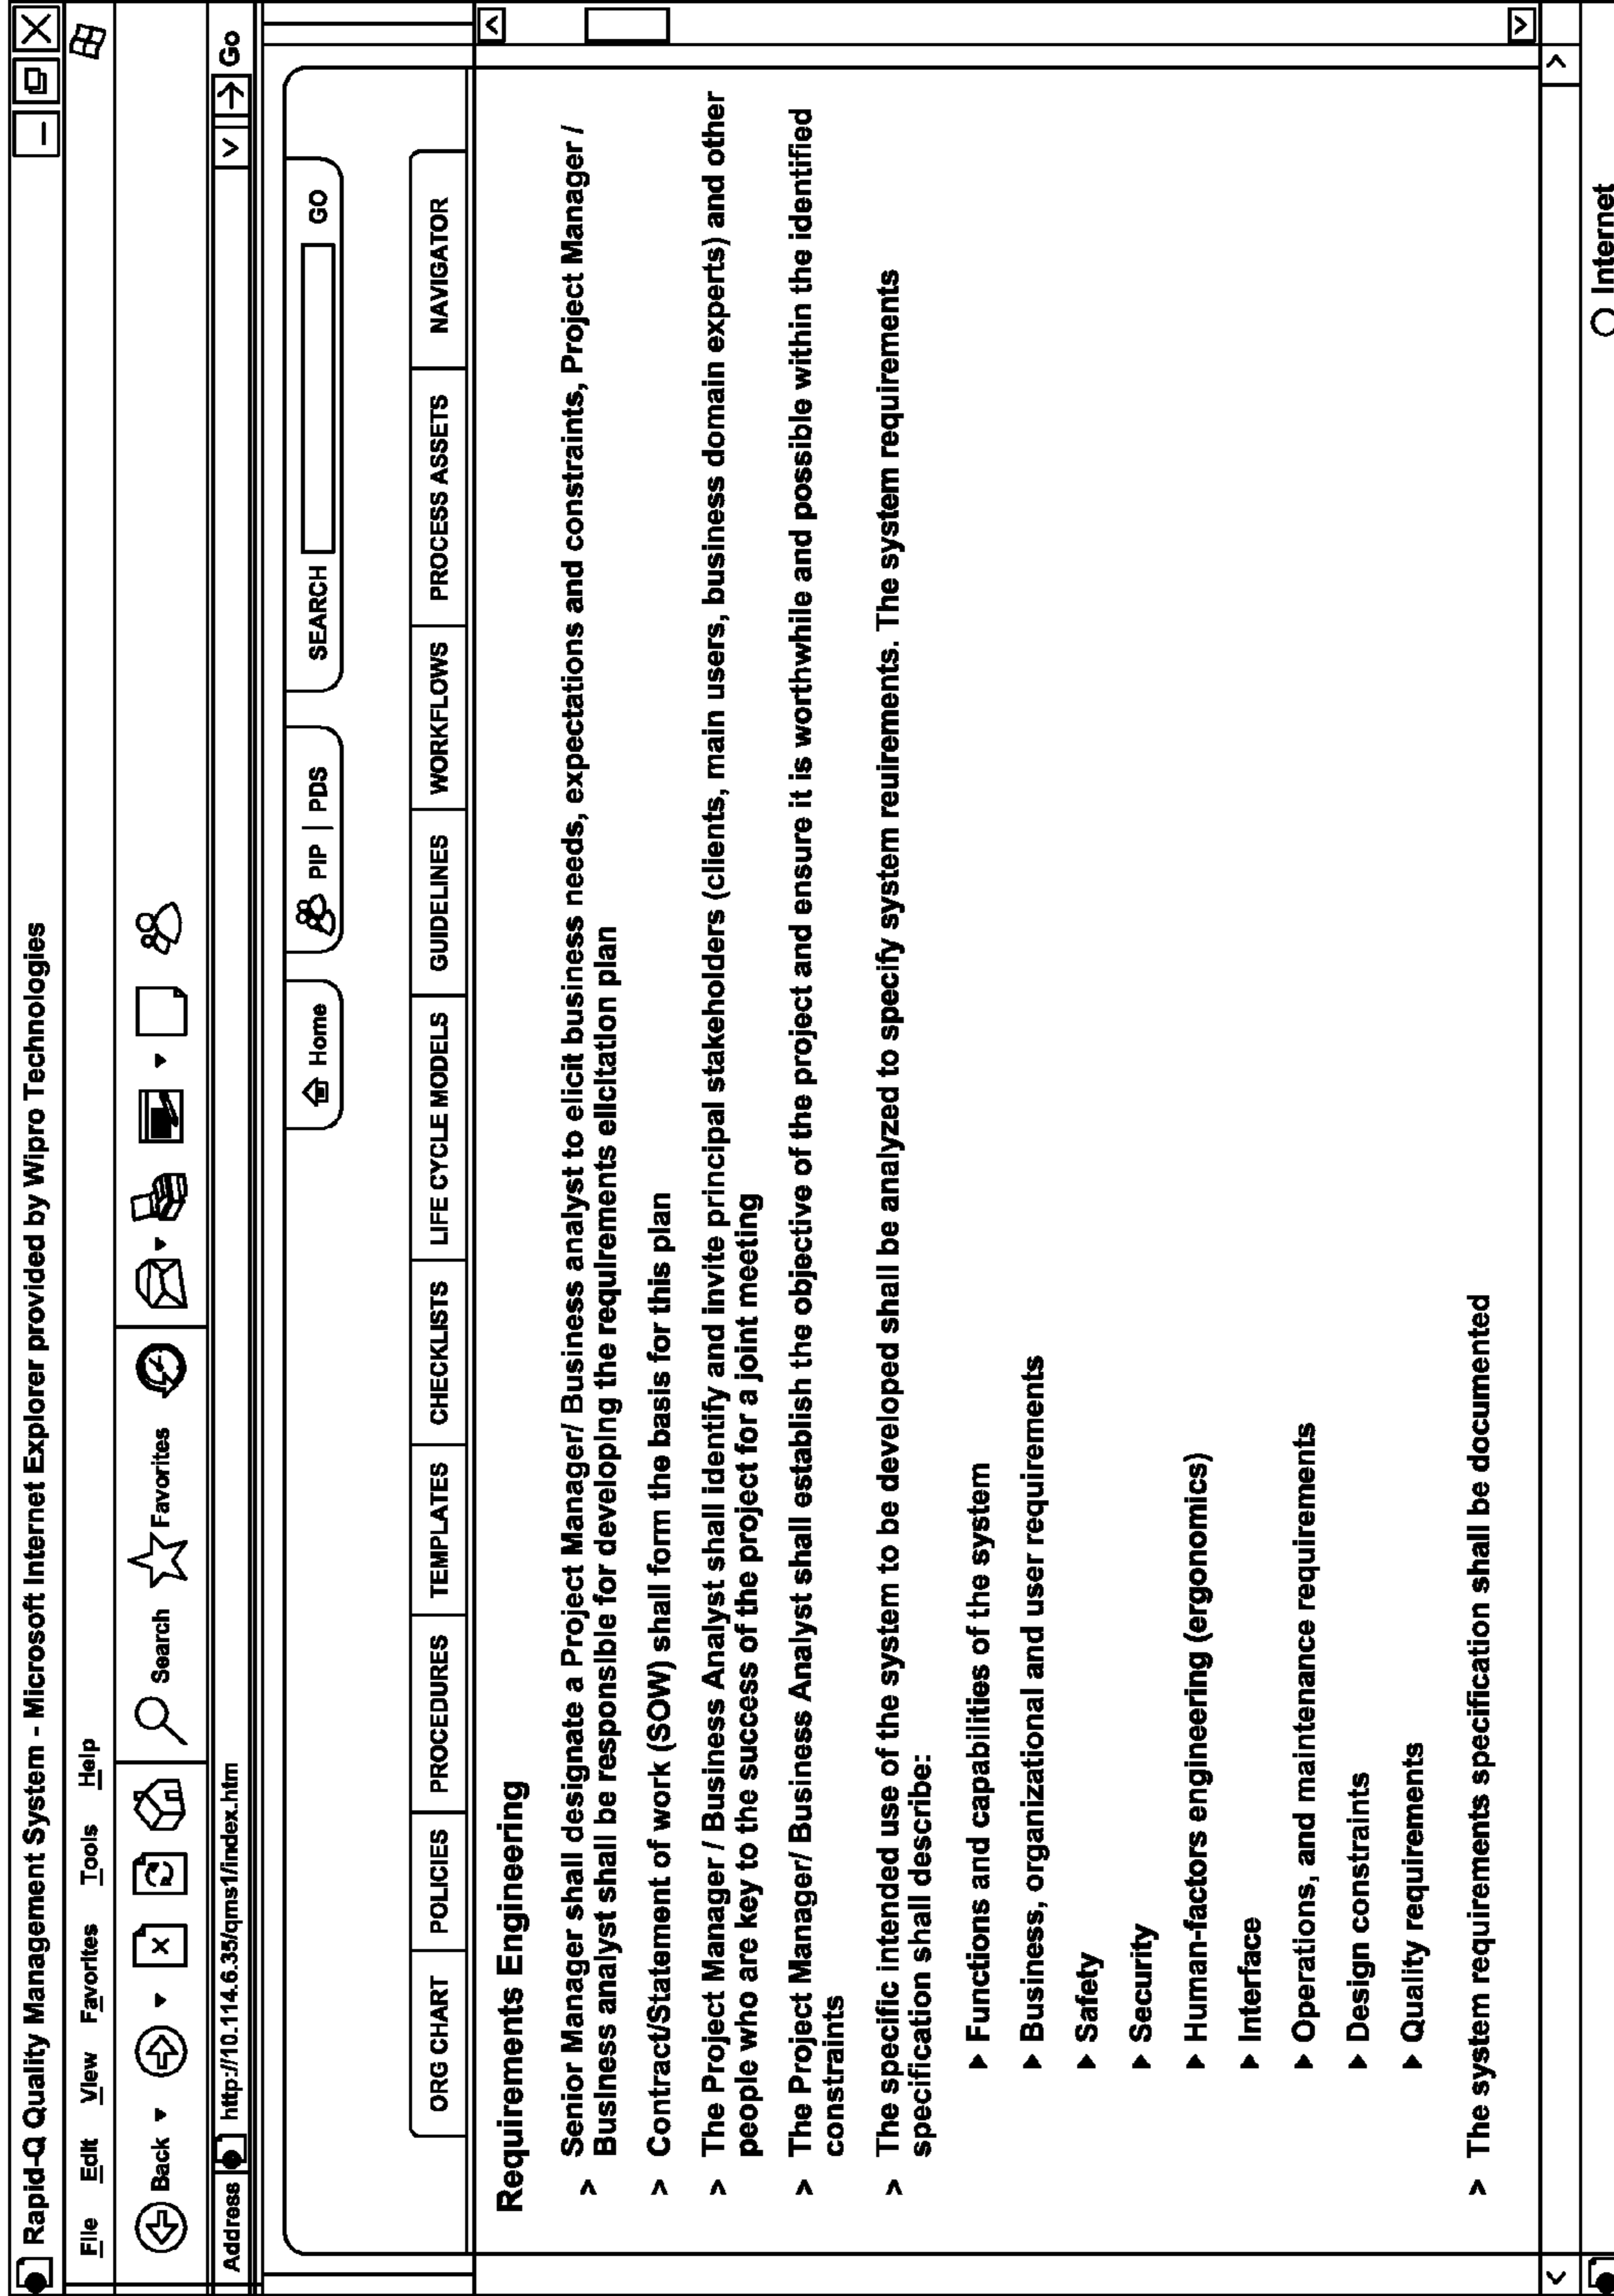 Rapid-Q Quality Management System - Microsoft Internet Explorer provided by Wipro Technologies
File Edit View Favorites Tools Help
Back Search Favorites
Address http://10.114.6.35/qms1/index.htm Go
Home PIP | PDS SEARCH GO
ORG CHART POLICIES PROCEDURES TEMPLATES CHECKLISTS LIFE CYCLE MODELS GUIDELINES WORKFLOWS PROCESS ASSETS NAVIGATOR
Requirements Engineering
> Senior Manager shall designate a Project Manager/ Business analyst to elicit business needs, expectations and constraints, Project Manager /
Business analyst shall be responsible for developing the requirements elicitation plan
> Contract/Statement of work (SOW) shall form the basis for this plan
> The Project Manager / Business Analyst shall identify and invite principal stakeholders (clients, main users, business domain experts) and other
people who are key to the success of the project for a joint meeting
> The Project Manager/ Business Analyst shall establish the objective of the project and ensure it is worthwhile and possible within the identified
constraints
> The specific intended use of the system to be developed shall be analyzed to specify system reuirements. The system requirements
specification shall describe:
▸ Functions and capabilities of the system
▸ Business, organizational and user requirements
▸ Safety
▸ Security
▸ Human-factors engineering (ergonomics)
▸ Interface
▸ Operations, and maintenance requirements
▸ Design constraints
▸ Quality requirements
> The system requirements specification shall be documented
Internet